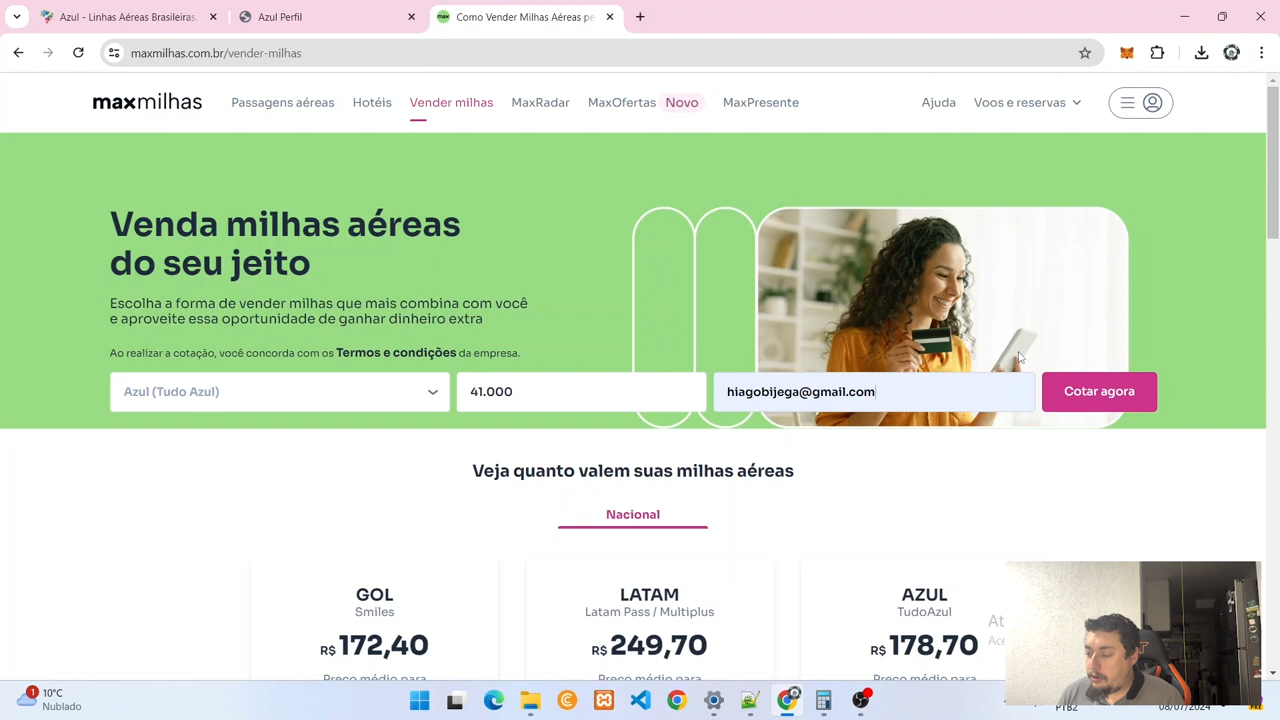 Azul - Linhas Aéreas Brasileiras.
Azul Perfil
Como Vender Milhas Aéreas pe
maxmilhas.com.br/vender-milhas
maxmilhas
Passagens aéreas
Hotéis
Vender milhas
MaxRadar
MaxOfertas Novo
MaxPresente
Ajuda
Voos e reservas
Venda milhas aéreas
do seu jeito
Escolha a forma de vender milhas que mais combina com você
e aproveite essa oportunidade de ganhar dinheiro extra
Ao realizar a cotação, você concorda com os Termos e condições da empresa.
Azul (Tudo Azul)
41.000
hiagobijega@gmail.com
Cotar agora
Veja quanto valem suas milhas aéreas
Nacional
GOL
Smiles
R$ 172,40
Preço médio para
LATAM
Latam Pass / Multiplus
R$ 249,70
Preço médio para
AZUL
TudoAzul
R$ 178,70
Preço médio para
1
10°C
Nublado
PTB2
08/07/2024